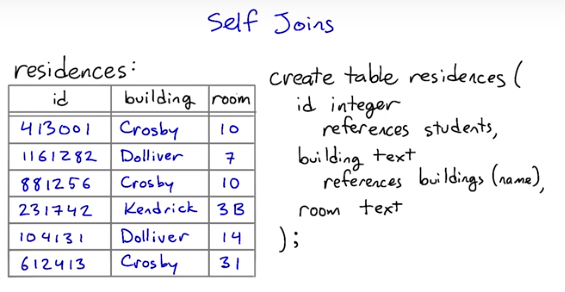 Self Joins
residences:
id building room
413001 Crosby 10
1161282 Dolliver 7
881256 Crosby 10
231742 Kendrick 3B
104131 Dolliver 14
612413 Crosby 31
create table residences (
id integer
references students,
building text
references buildings (name),
room text
);